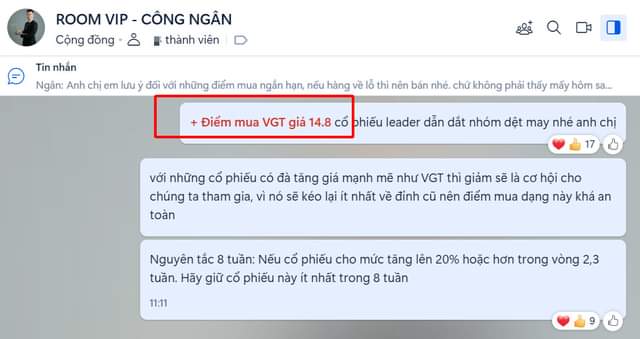 ROOM VIP - CÔNG NGÂN
Cộng đồng
thành viên
Tin nhắn
Ngân: Anh chị em lưu ý đối với những điểm mua ngắn hạn, nếu hàng về lỗ thì nên bán nhé. chứ không phải thấy mấy hôm sa...
+ Điểm mua VGT giá 14.8 cổ phiếu leader dẫn dắt nhóm dệt may nhé anh chị
17
với những cổ phiếu có đà tăng giá mạnh mẽ như VGT thì giảm sẽ là cơ hội cho
chúng ta tham gia, vì nó sẽ kéo lại ít nhất về đỉnh cũ nên điểm mua dạng này khá an
toàn
Nguyên tắc 8 tuần: Nếu cổ phiếu cho mức tăng lên 20% hoặc hơn trong vòng 2,3
tuần. Hãy giữ cổ phiếu này ít nhất trong 8 tuần
11:11
9